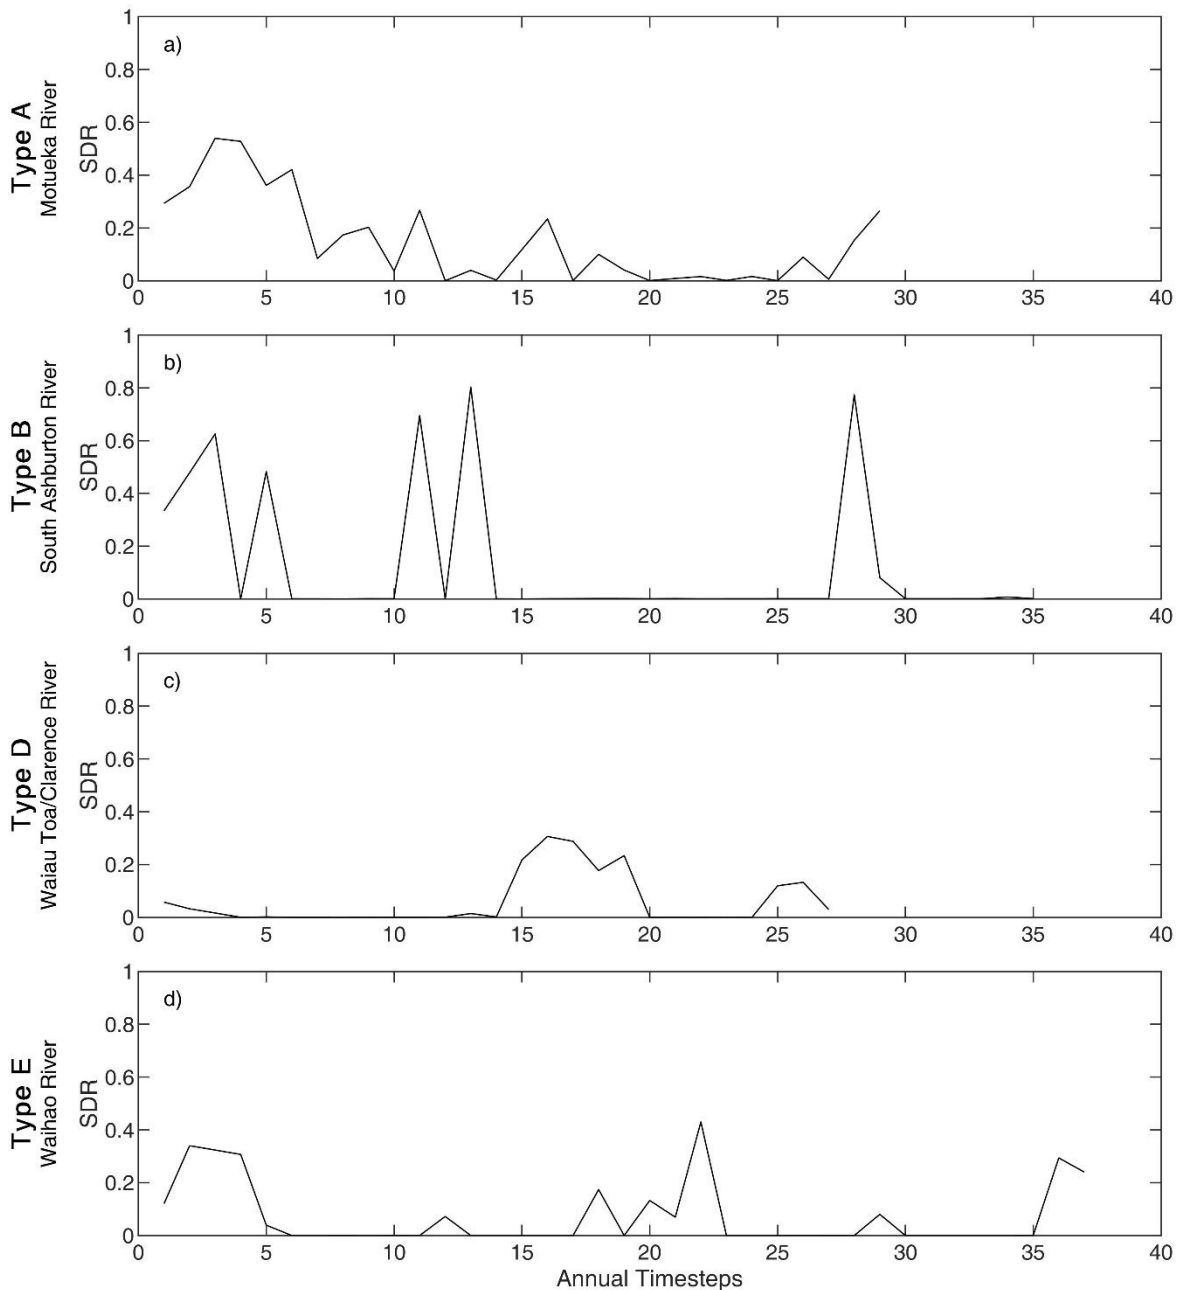 Type A
Motueka River
SDR
a)
1
0.8
0.6
0.4
0.2
0
0 5 10 15 20 25 30 35 40
Type B
South Ashburton River
SDR
b)
1
0.8
0.6
0.4
0.2
0
0 5 10 15 20 25 30 35 40
Type D
Waiau Toa/Clarence River
SDR
c)
1
0.8
0.6
0.4
0.2
0
0 5 10 15 20 25 30 35 40
Type E
Waihao River
SDR
d)
1
0.8
0.6
0.4
0.2
0
0 5 10 15 20 25 30 35 40
Annual Timesteps